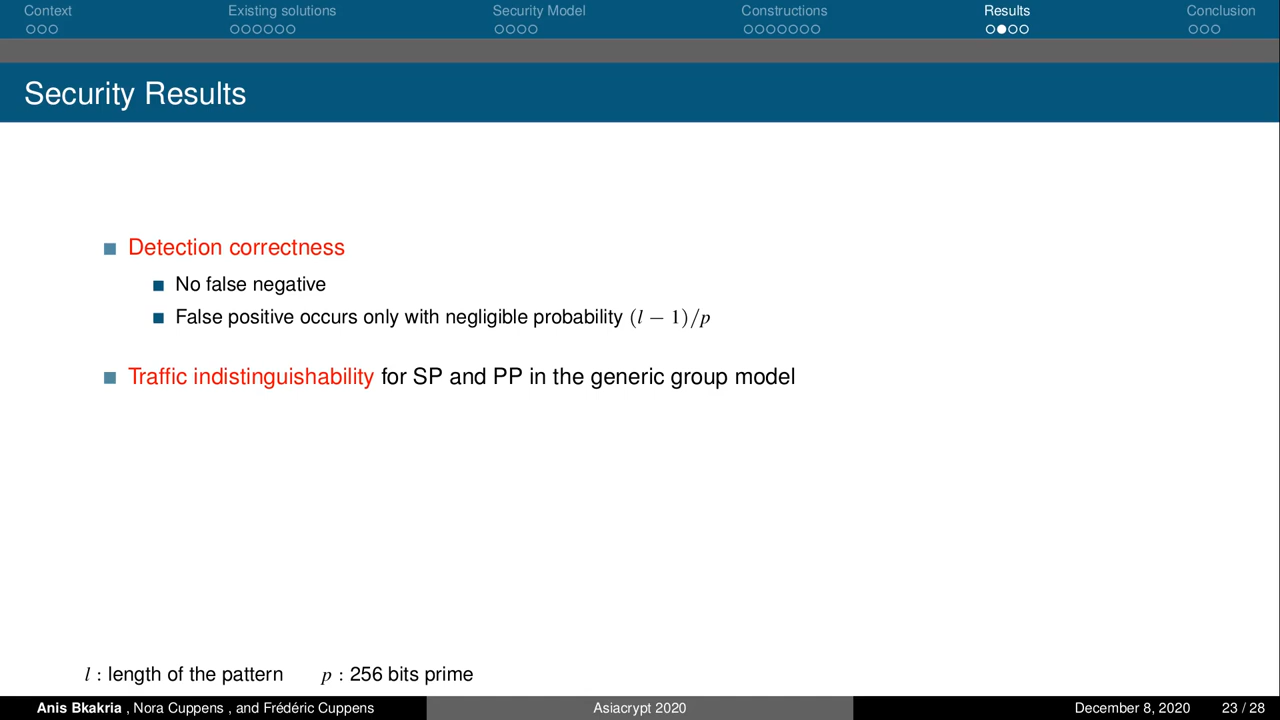 Context Existing solutions Security Model Constructions Results Conclusion
Security Results
Detection correctness
No false negative
False positive occurs only with negligible probability (l − 1)/p
Traffic indistinguishability for SP and PP in the generic group model
l : length of the pattern p : 256 bits prime
Anis Bkakria , Nora Cuppens , and Frédéric Cuppens Asiacrypt 2020 December 8, 2020 23 / 28